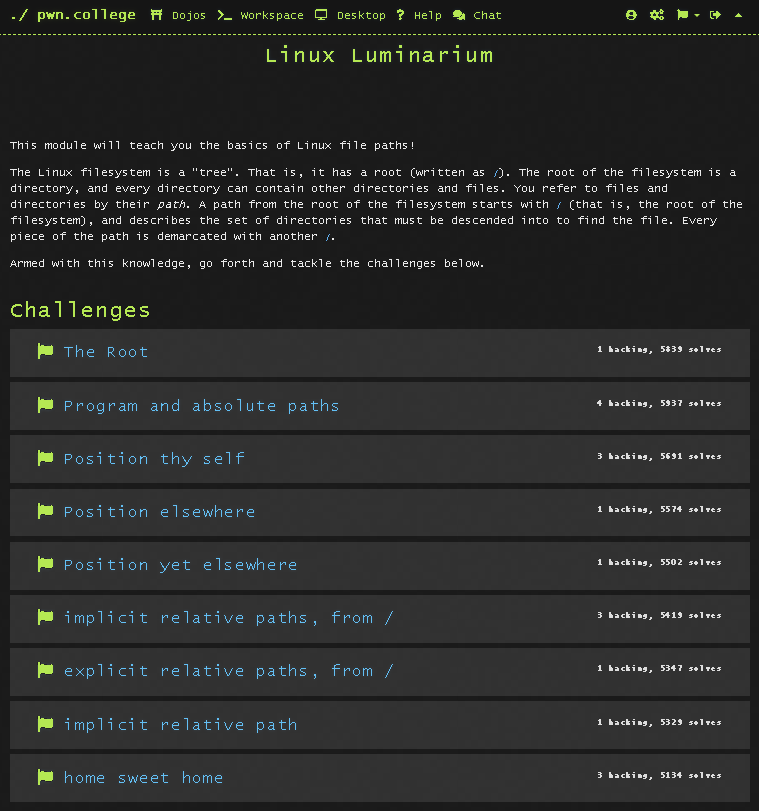 ./ pwn.college Dojos Workspace Desktop ? Help Chat
Linux Luminarium
This module will teach you the basics of Linux file paths!
The Linux filesystem is a "tree". That is, it has a root (written as /). The root of the filesystem is a
directory, and every directory can contain other directories and files. You refer to files and
directories by their path. A path from the root of the filesystem starts with / (that is, the root of the
filesystem), and describes the set of directories that must be descended into to find the file. Every
piece of the path is demarcated with another /.
Armed with this knowledge, go forth and tackle the challenges below.
Challenges
The Root 1 hacking, 5839 solves
Program and absolute paths 4 hacking, 5937 solves
Position thy self 3 hacking, 5691 solves
Position elsewhere 1 hacking, 5574 solves
Position yet elsewhere 1 hacking, 5502 solves
implicit relative paths, from / 3 hacking, 5419 solves
explicit relative paths, from / 1 hacking, 5347 solves
implicit relative path 1 hacking, 5329 solves
home sweet home 3 hacking, 5134 solves